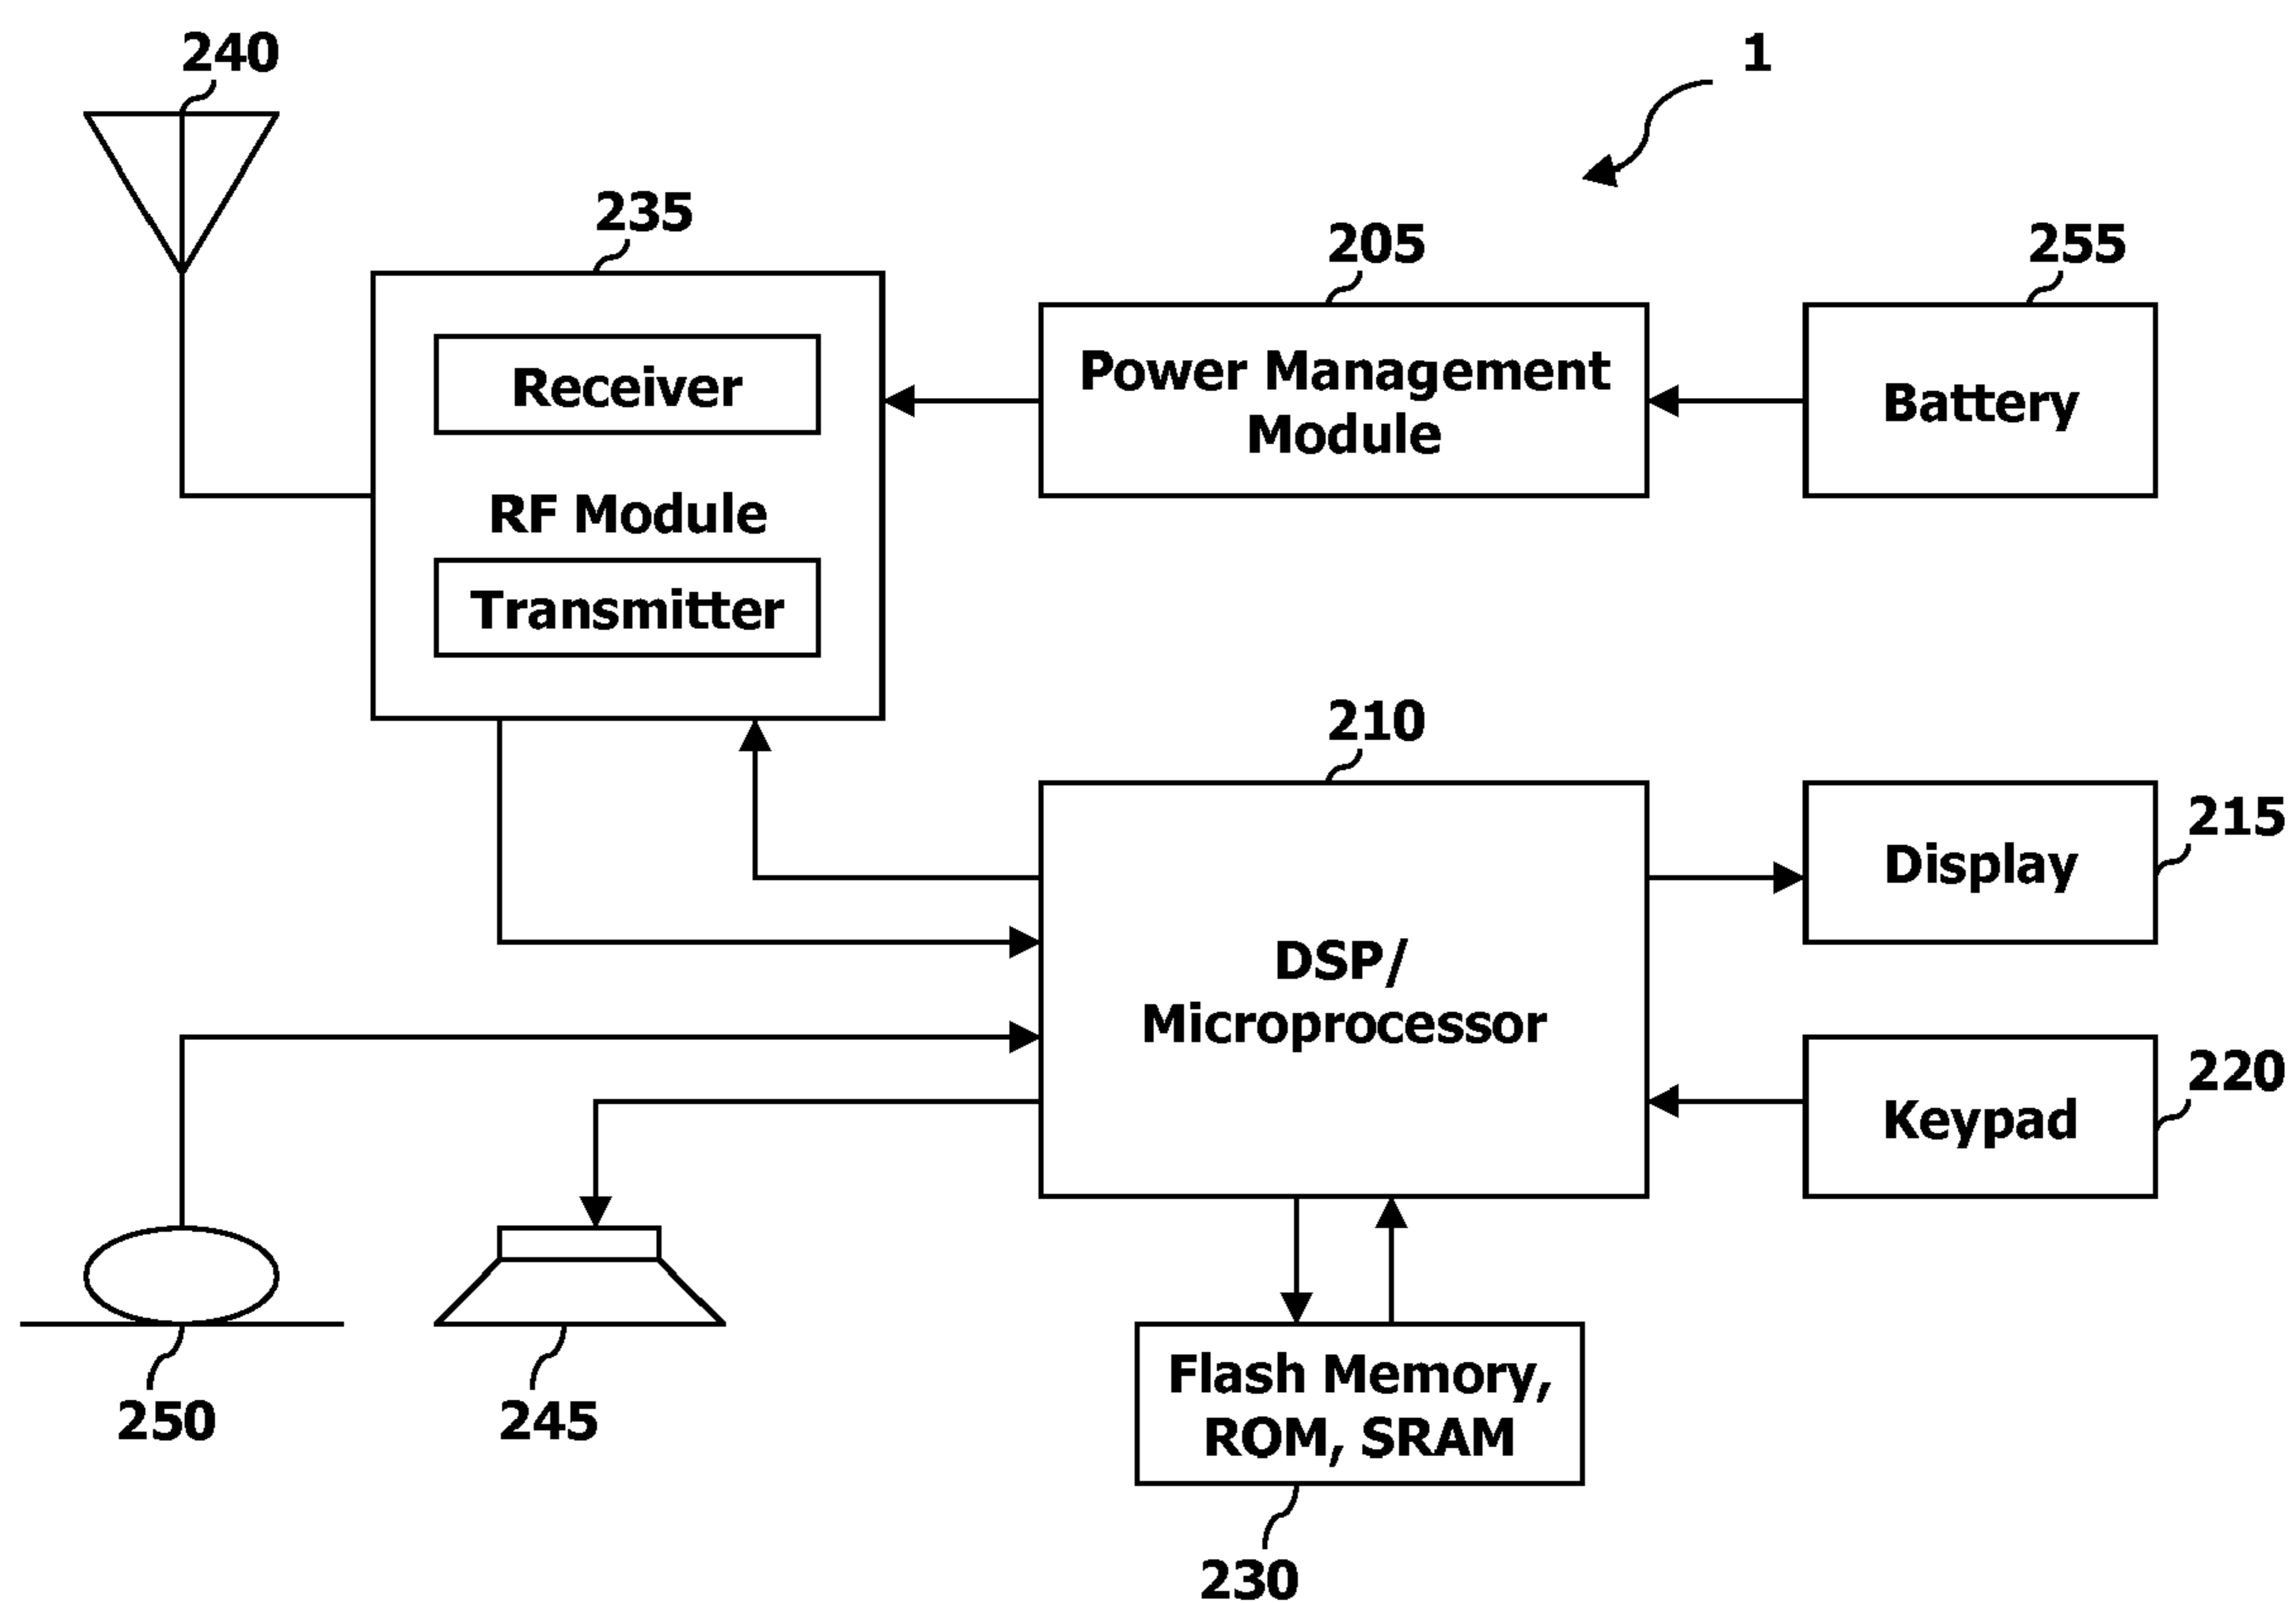 240
1
235
205
255
Receiver
Power Management
Module
Battery
RF Module
Transmitter
210
215
Display
DSP/
Microprocessor
220
Keypad
250
245
Flash Memory,
ROM, SRAM
230